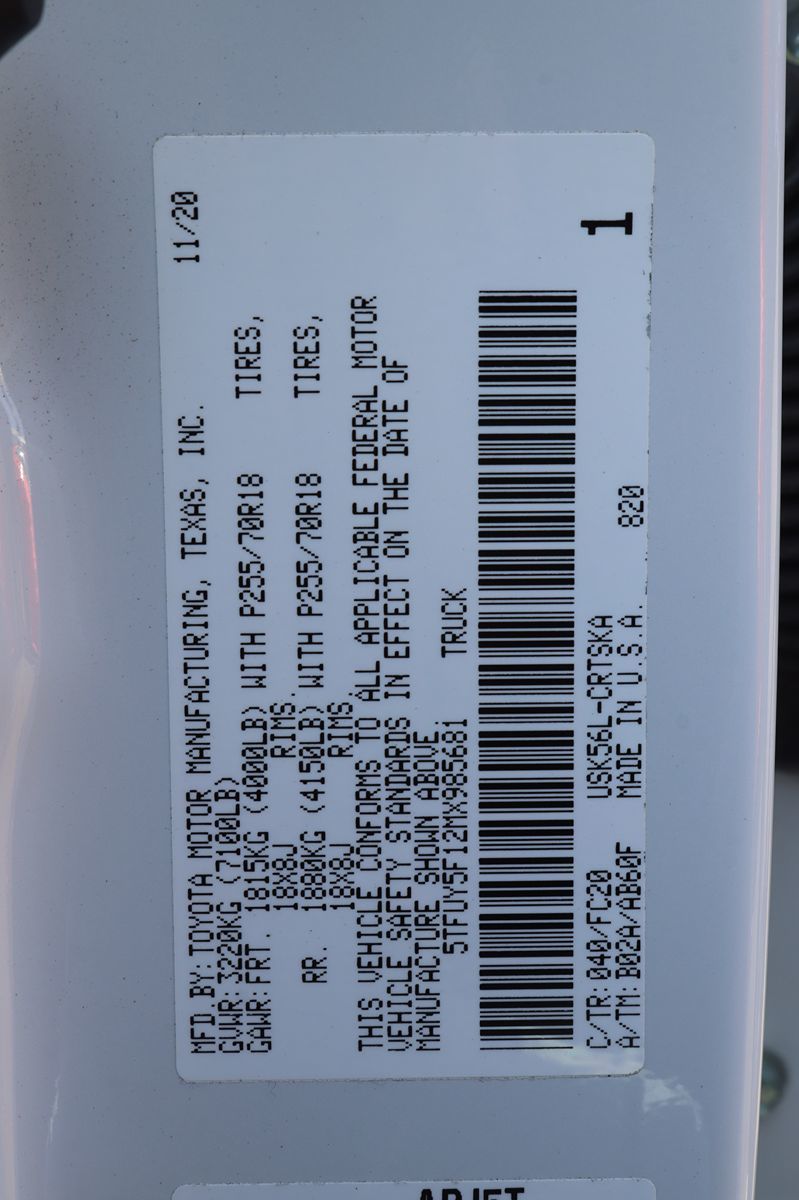 11/20
MFD.BY:TOYOTA MOTOR MANUFACTURING, TEXAS, INC.
GVWR:3220KG (7100LB)
GAWR:FRT. 1815KG (4000LB) WITH P255/70R18 TIRES,
18X8J RIMS.
RR. 1880KG (4150LB) WITH P255/70R18 TIRES,
18X8J RIMS.
THIS VEHICLE CONFORMS TO ALL APPLICABLE FEDERAL MOTOR
VEHICLE SAFETY STANDARDS IN EFFECT ON THE DATE OF
MANUFACTURE SHOWN ABOVE
5TFUY5F12MX985681 TRUCK
C/TR: 040/FC20 USK56L-CRTSKA
A/TM: B02A/AB60F MADE IN U.S.A. 820
1